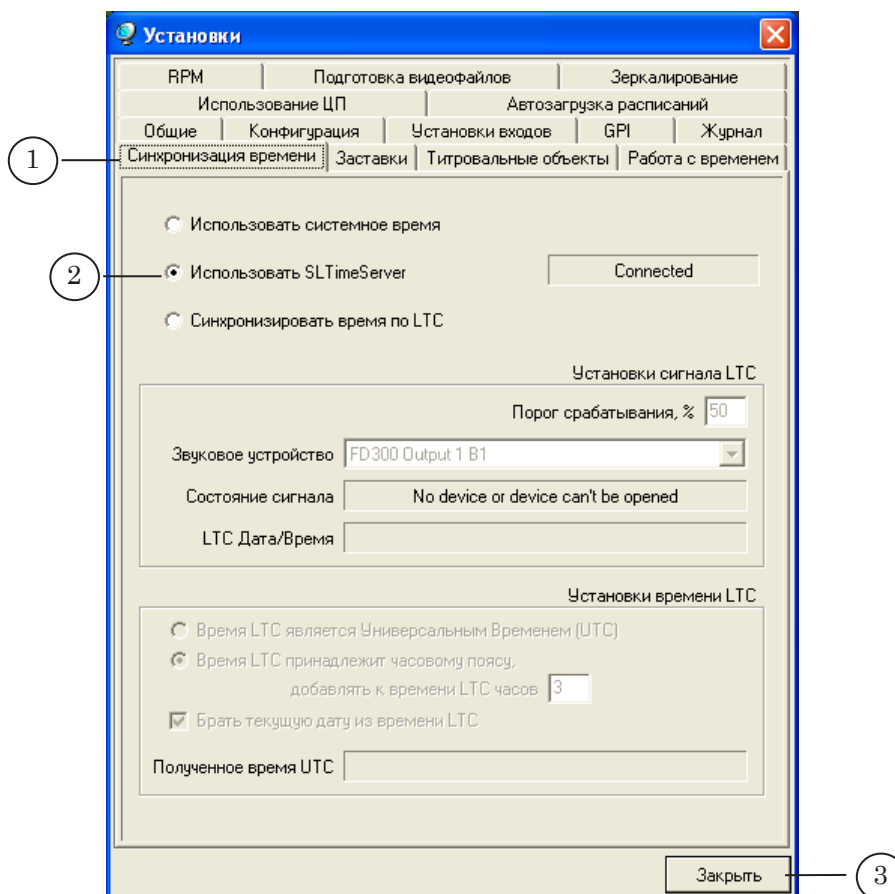 Установки
RPM Подготовка видеофайлов Зеркалирование
Использование ЦП Автозагрузка расписаний
Общие Конфигурация Установки входов GPI Журнал
1 Синхронизация времени Заставки Титровальные объекты Работа с временем
Использовать системное время
2 Использовать SLTimeServer Connected
Синхронизировать время по LTC
Установки сигнала LTC
Порог срабатывания, % 50
Звуковое устройство FD300 Output 1 B1
Состояние сигнала No device or device can't be opened
LTC Дата/Время
Установки времени LTC
Время LTC является Универсальным Временем (UTC)
Время LTC принадлежит часовому поясу,
добавлять к времени LTC часов 3
Брать текущую дату из времени LTC
Полученное время UTC
Закрыть 3